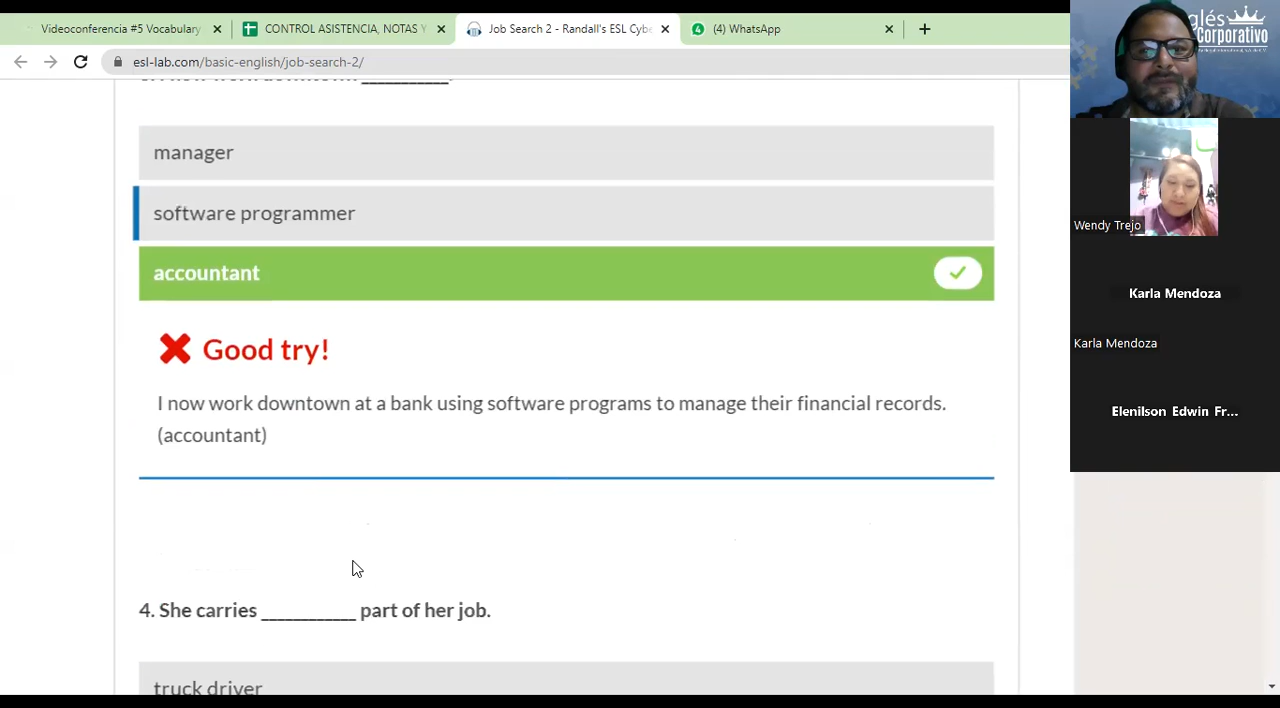 Videoconferencia #5 Vocabulary
CONTROL ASISTENCIA, NOTAS Y
Job Search 2 - Randall's ESL Cybe
4
(4) WhatsApp
esl-lab.com/basic-english/job-search-2/
manager
software programmer
accountant
Good try!
I now work downtown at a bank using software programs to manage their financial records.
(accountant)
4. She carries ____________ part of her job.
truck driver
glés
Corporativo
Wendy Trejo
Karla Mendoza
Karla Mendoza
Elenilson Edwin Fr...